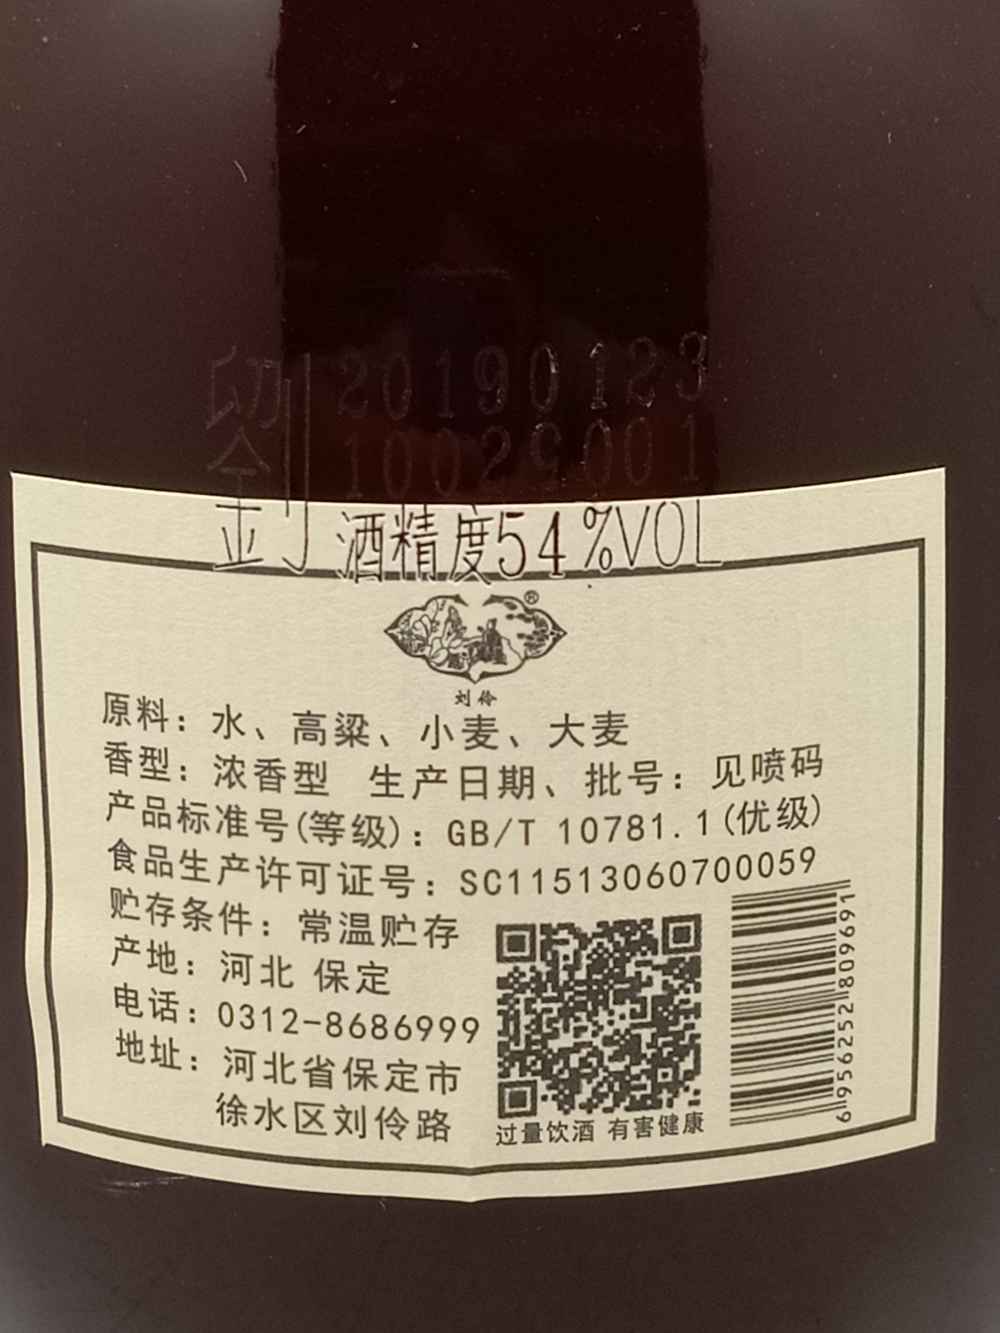 劉 20190123
10029001
酒精度54%VOL
®
刘伶
原料：水、高粱、小麦、大麦
香型：浓香型 生产日期、批号：见喷码
产品标准号(等级)：GB/T 10781.1(优级)
食品生产许可证号：SC11513060700059
贮存条件：常温贮存
产地：河北 保定
电话：0312-8686999
地址：河北省保定市
徐水区刘伶路
过量饮酒 有害健康
6956252809691